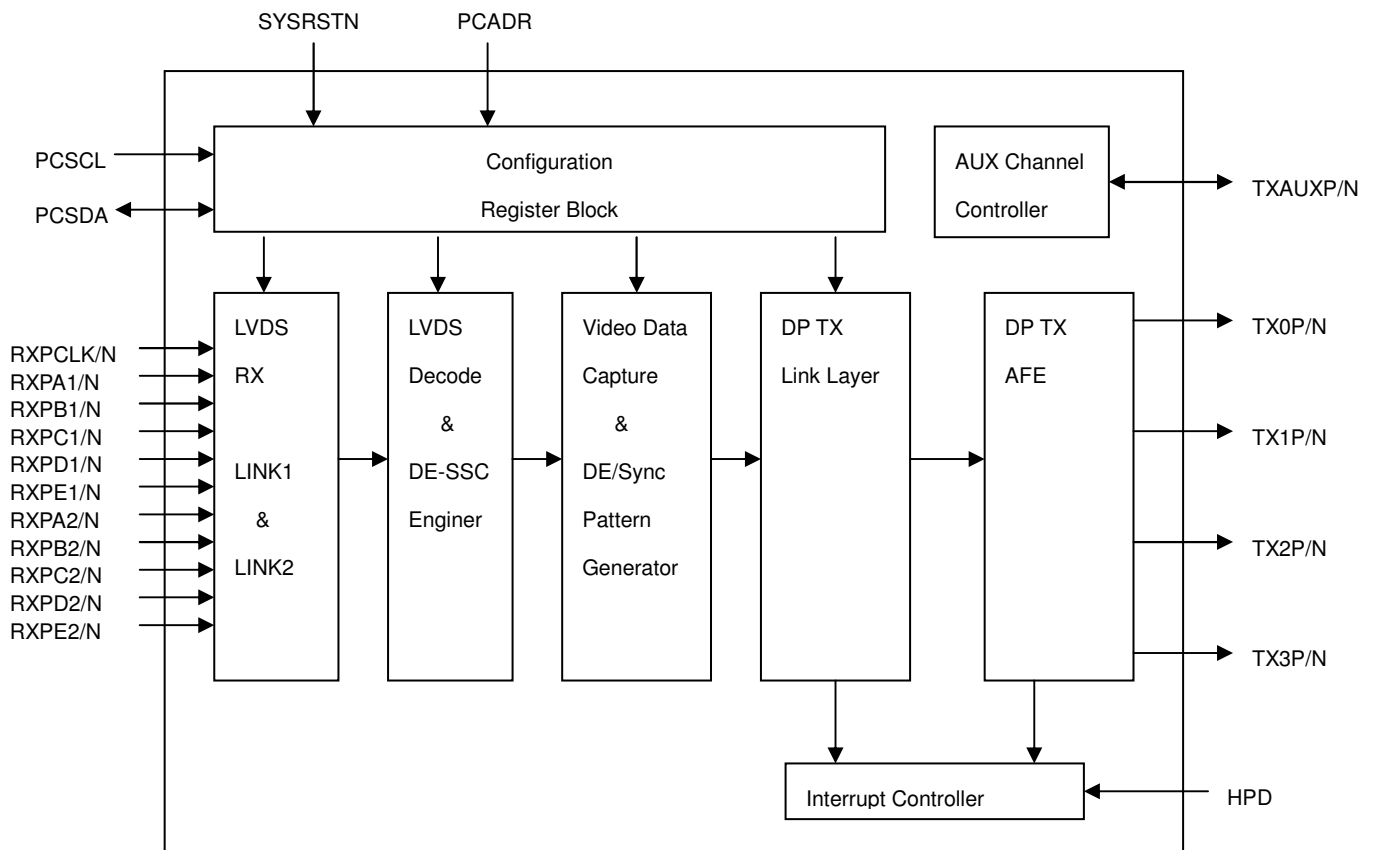 SYSRSTN
PCADR
PCSCL
PCSDA
Configuration
Register Block
AUX Channel
Controller
TXAUXP/N
RXPCLK/N
RXPA1/N
RXPB1/N
RXPC1/N
RXPD1/N
RXPE1/N
RXPA2/N
RXPB2/N
RXPC2/N
RXPD2/N
RXPE2/N
LVDS
RX
LINK1
&
LINK2
LVDS
Decode
&
DE-SSC
Enginer
Video Data
Capture
&
DE/Sync
Pattern
Generator
DP TX
Link Layer
DP TX
AFE
TX0P/N
TX1P/N
TX2P/N
TX3P/N
Interrupt Controller
HPD